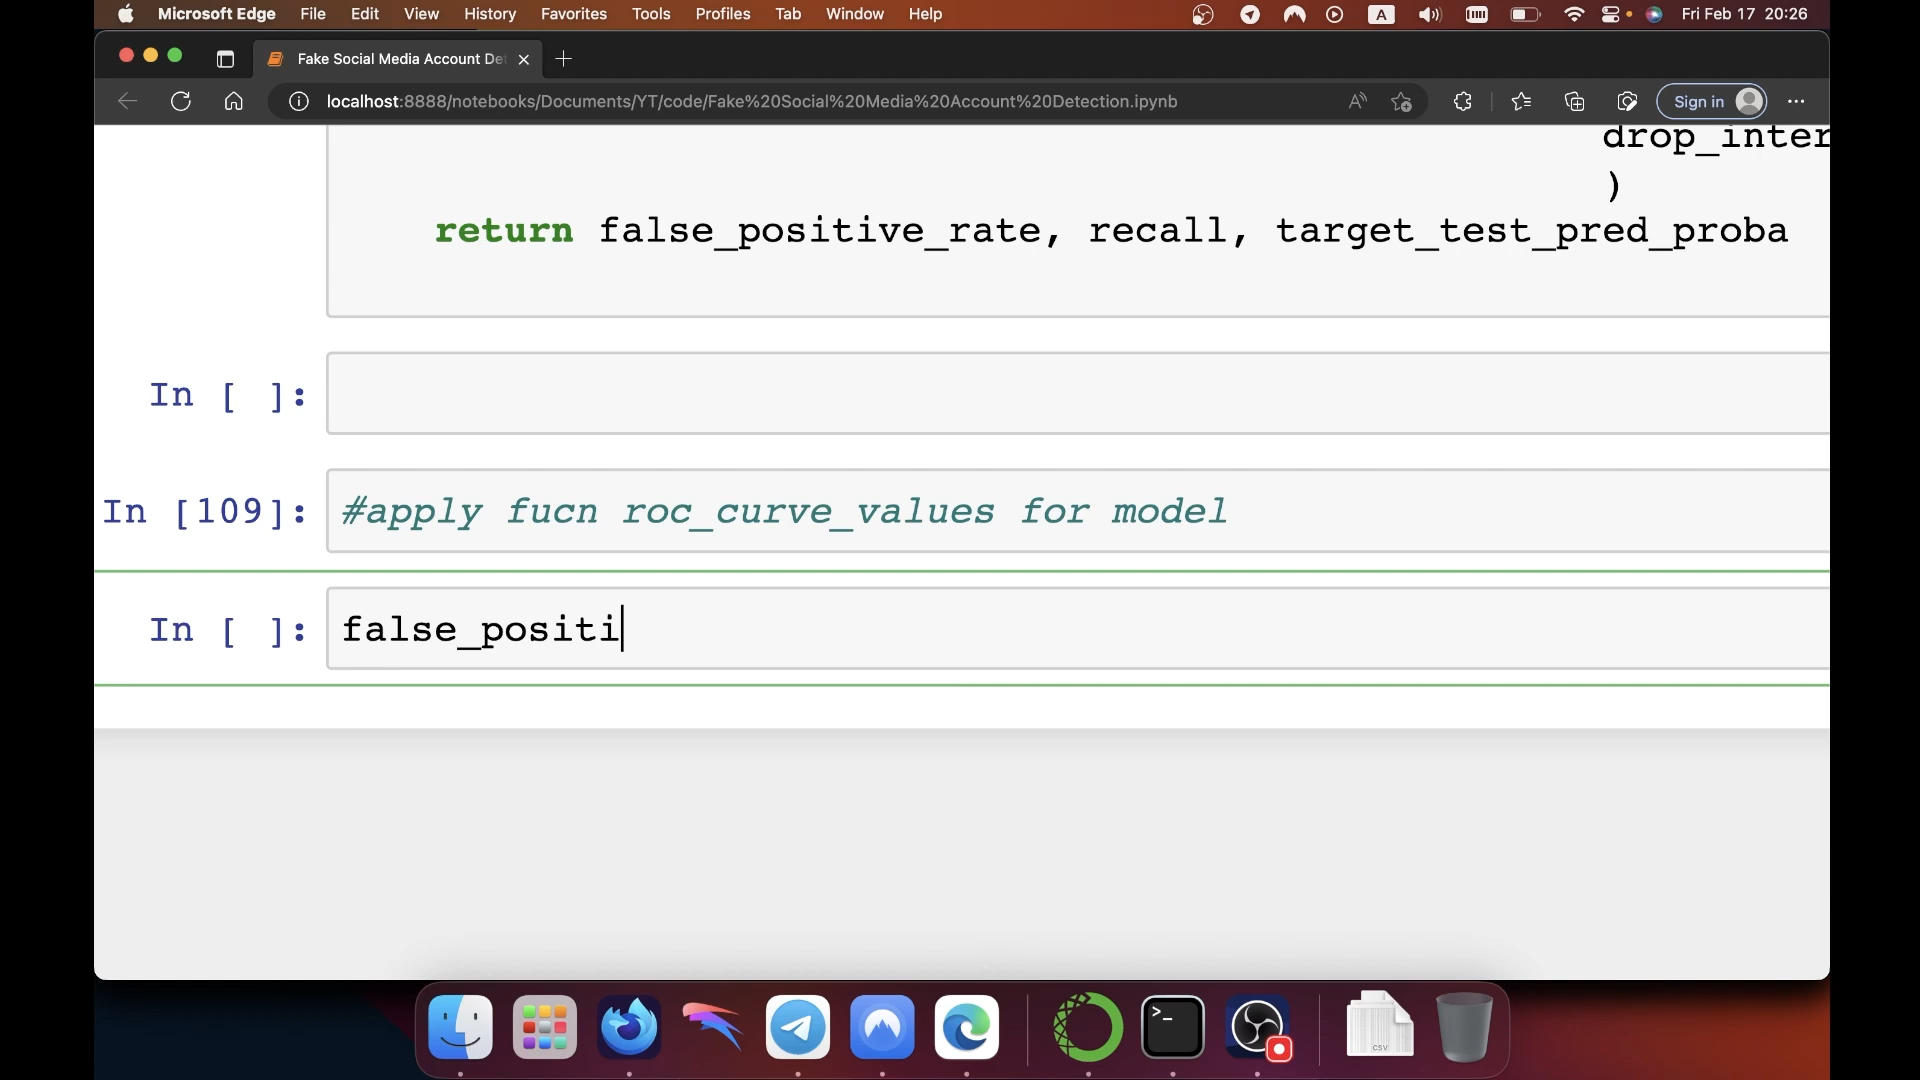 Microsoft Edge File Edit View History Favorites Tools Profiles Tab Window Help A Fri Feb 17 20:26
Fake Social Media Account Det
localhost:8888/notebooks/Documents/YT/code/Fake%20Social%20Media%20Account%20Detection.ipynb Sign in
drop_inter
)
return false_positive_rate, recall, target_test_pred_proba
In [ ]:
In [109]: #apply fucn roc_curve_values for model
In [ ]: false_positi
>_
CSV